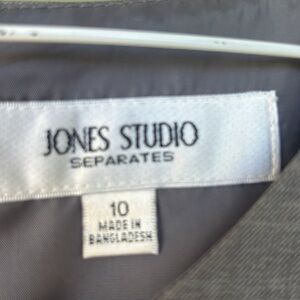 JONES STUDIO
SEPARATES
10
MADE IN
BANGLADESH